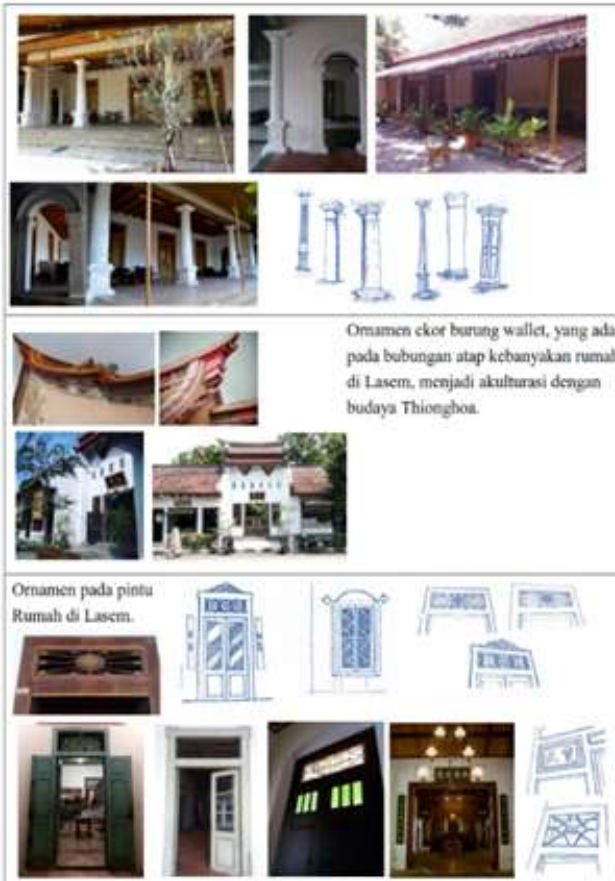 Ornamen ekor burung wallet, yang ada
pada bubungan atap kebanyakan rumah
di Lasem, menjadi akulturasi dengan
budaya Thionghoa.
Ornamen pada pintu
Rumah di Lasem.